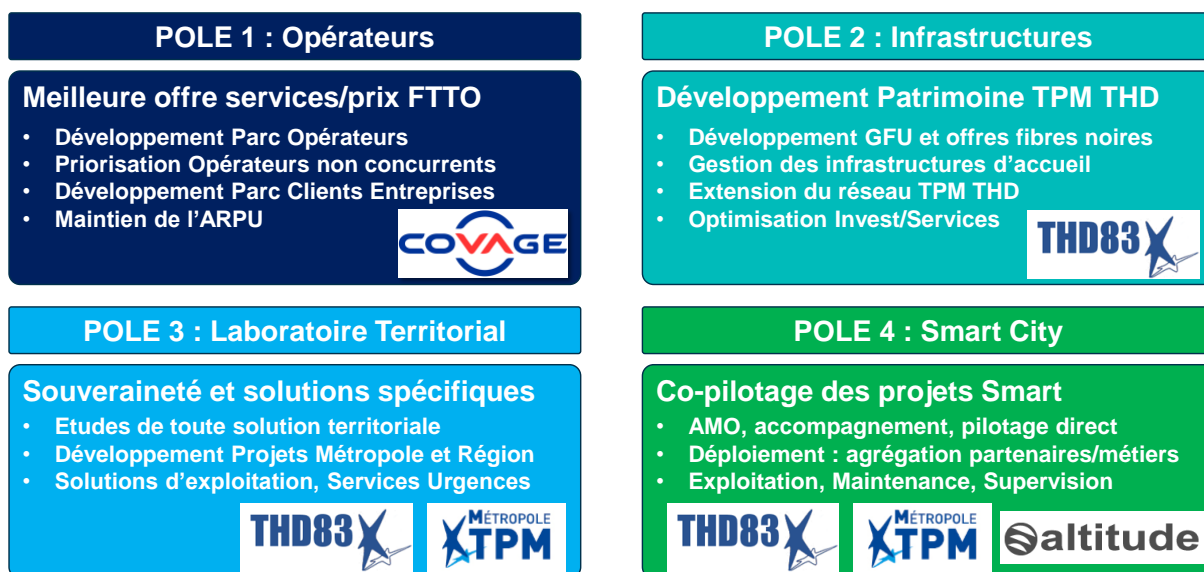 POLE 1 : Opérateurs
Meilleure offre services/prix FTTO
• Développement Parc Opérateurs
• Priorisation Opérateurs non concurrents
• Développement Parc Clients Entreprises
• Maintien de l’ARPU
COVAGE
POLE 2 : Infrastructures
Développement Patrimoine TPM THD
• Développement GFU et offres fibres noires
• Gestion des infrastructures d’accueil
• Extension du réseau TPM THD
• Optimisation Invest/Services
THD83
POLE 3 : Laboratoire Territorial
Souveraineté et solutions spécifiques
• Etudes de toute solution territoriale
• Développement Projets Métropole et Région
• Solutions d’exploitation, Services Urgences
THD83
MÉTROPOLE
TPM
POLE 4 : Smart City
Co-pilotage des projets Smart
• AMO, accompagnement, pilotage direct
• Déploiement : agrégation partenaires/métiers
• Exploitation, Maintenance, Supervision
THD83
MÉTROPOLE
TPM
altitude